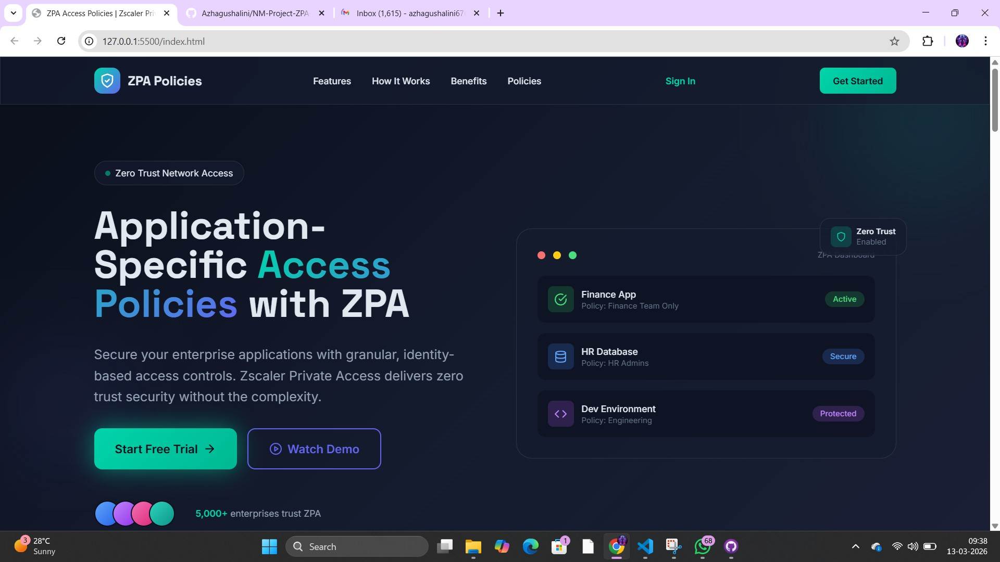 ZPA Access Policies | Zscaler Pri
Azhagushalini/NM-Project-ZPA-
Inbox (1,615) - azhagushalini67
127.0.0.1:5500/index.html
ZPA Policies
Features
How It Works
Benefits
Policies
Sign In
Get Started
Zero Trust Network Access
Application-
Specific Access
Policies with ZPA
Secure your enterprise applications with granular, identity-
based access controls. Zscaler Private Access delivers zero
trust security without the complexity.
Start Free Trial
Watch Demo
5,000+ enterprises trust ZPA
Zero Trust
Enabled
ZPA Dashboard
Finance App
Policy: Finance Team Only
Active
HR Database
Policy: HR Admins
Secure
Dev Environment
Policy: Engineering
Protected
3
28°C
Sunny
Search
1
68
09:38
13-03-2026